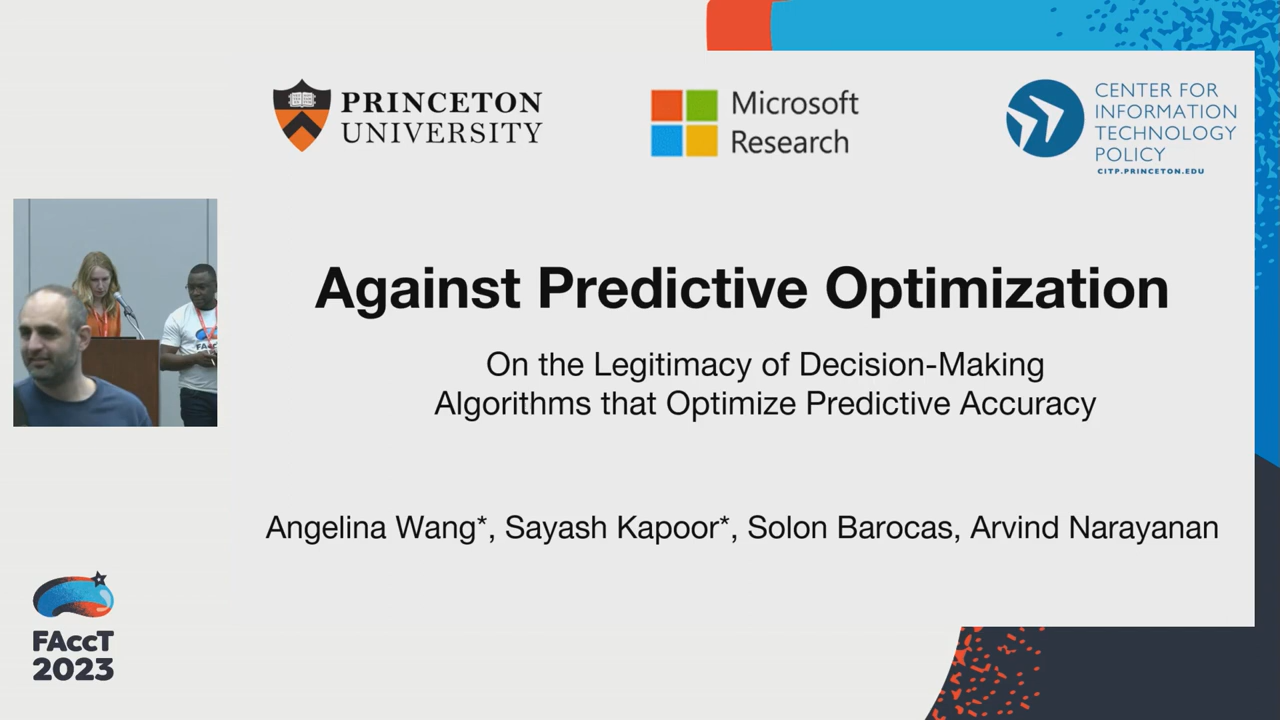 PRINCETON
UNIVERSITY
Microsoft
Research
CENTER FOR
INFORMATION
TECHNOLOGY
POLICY
CITP.PRINCETON.EDU
Against Predictive Optimization
On the Legitimacy of Decision-Making
Algorithms that Optimize Predictive Accuracy
Angelina Wang*, Sayash Kapoor*, Solon Barocas, Arvind Narayanan
FAccT
2023